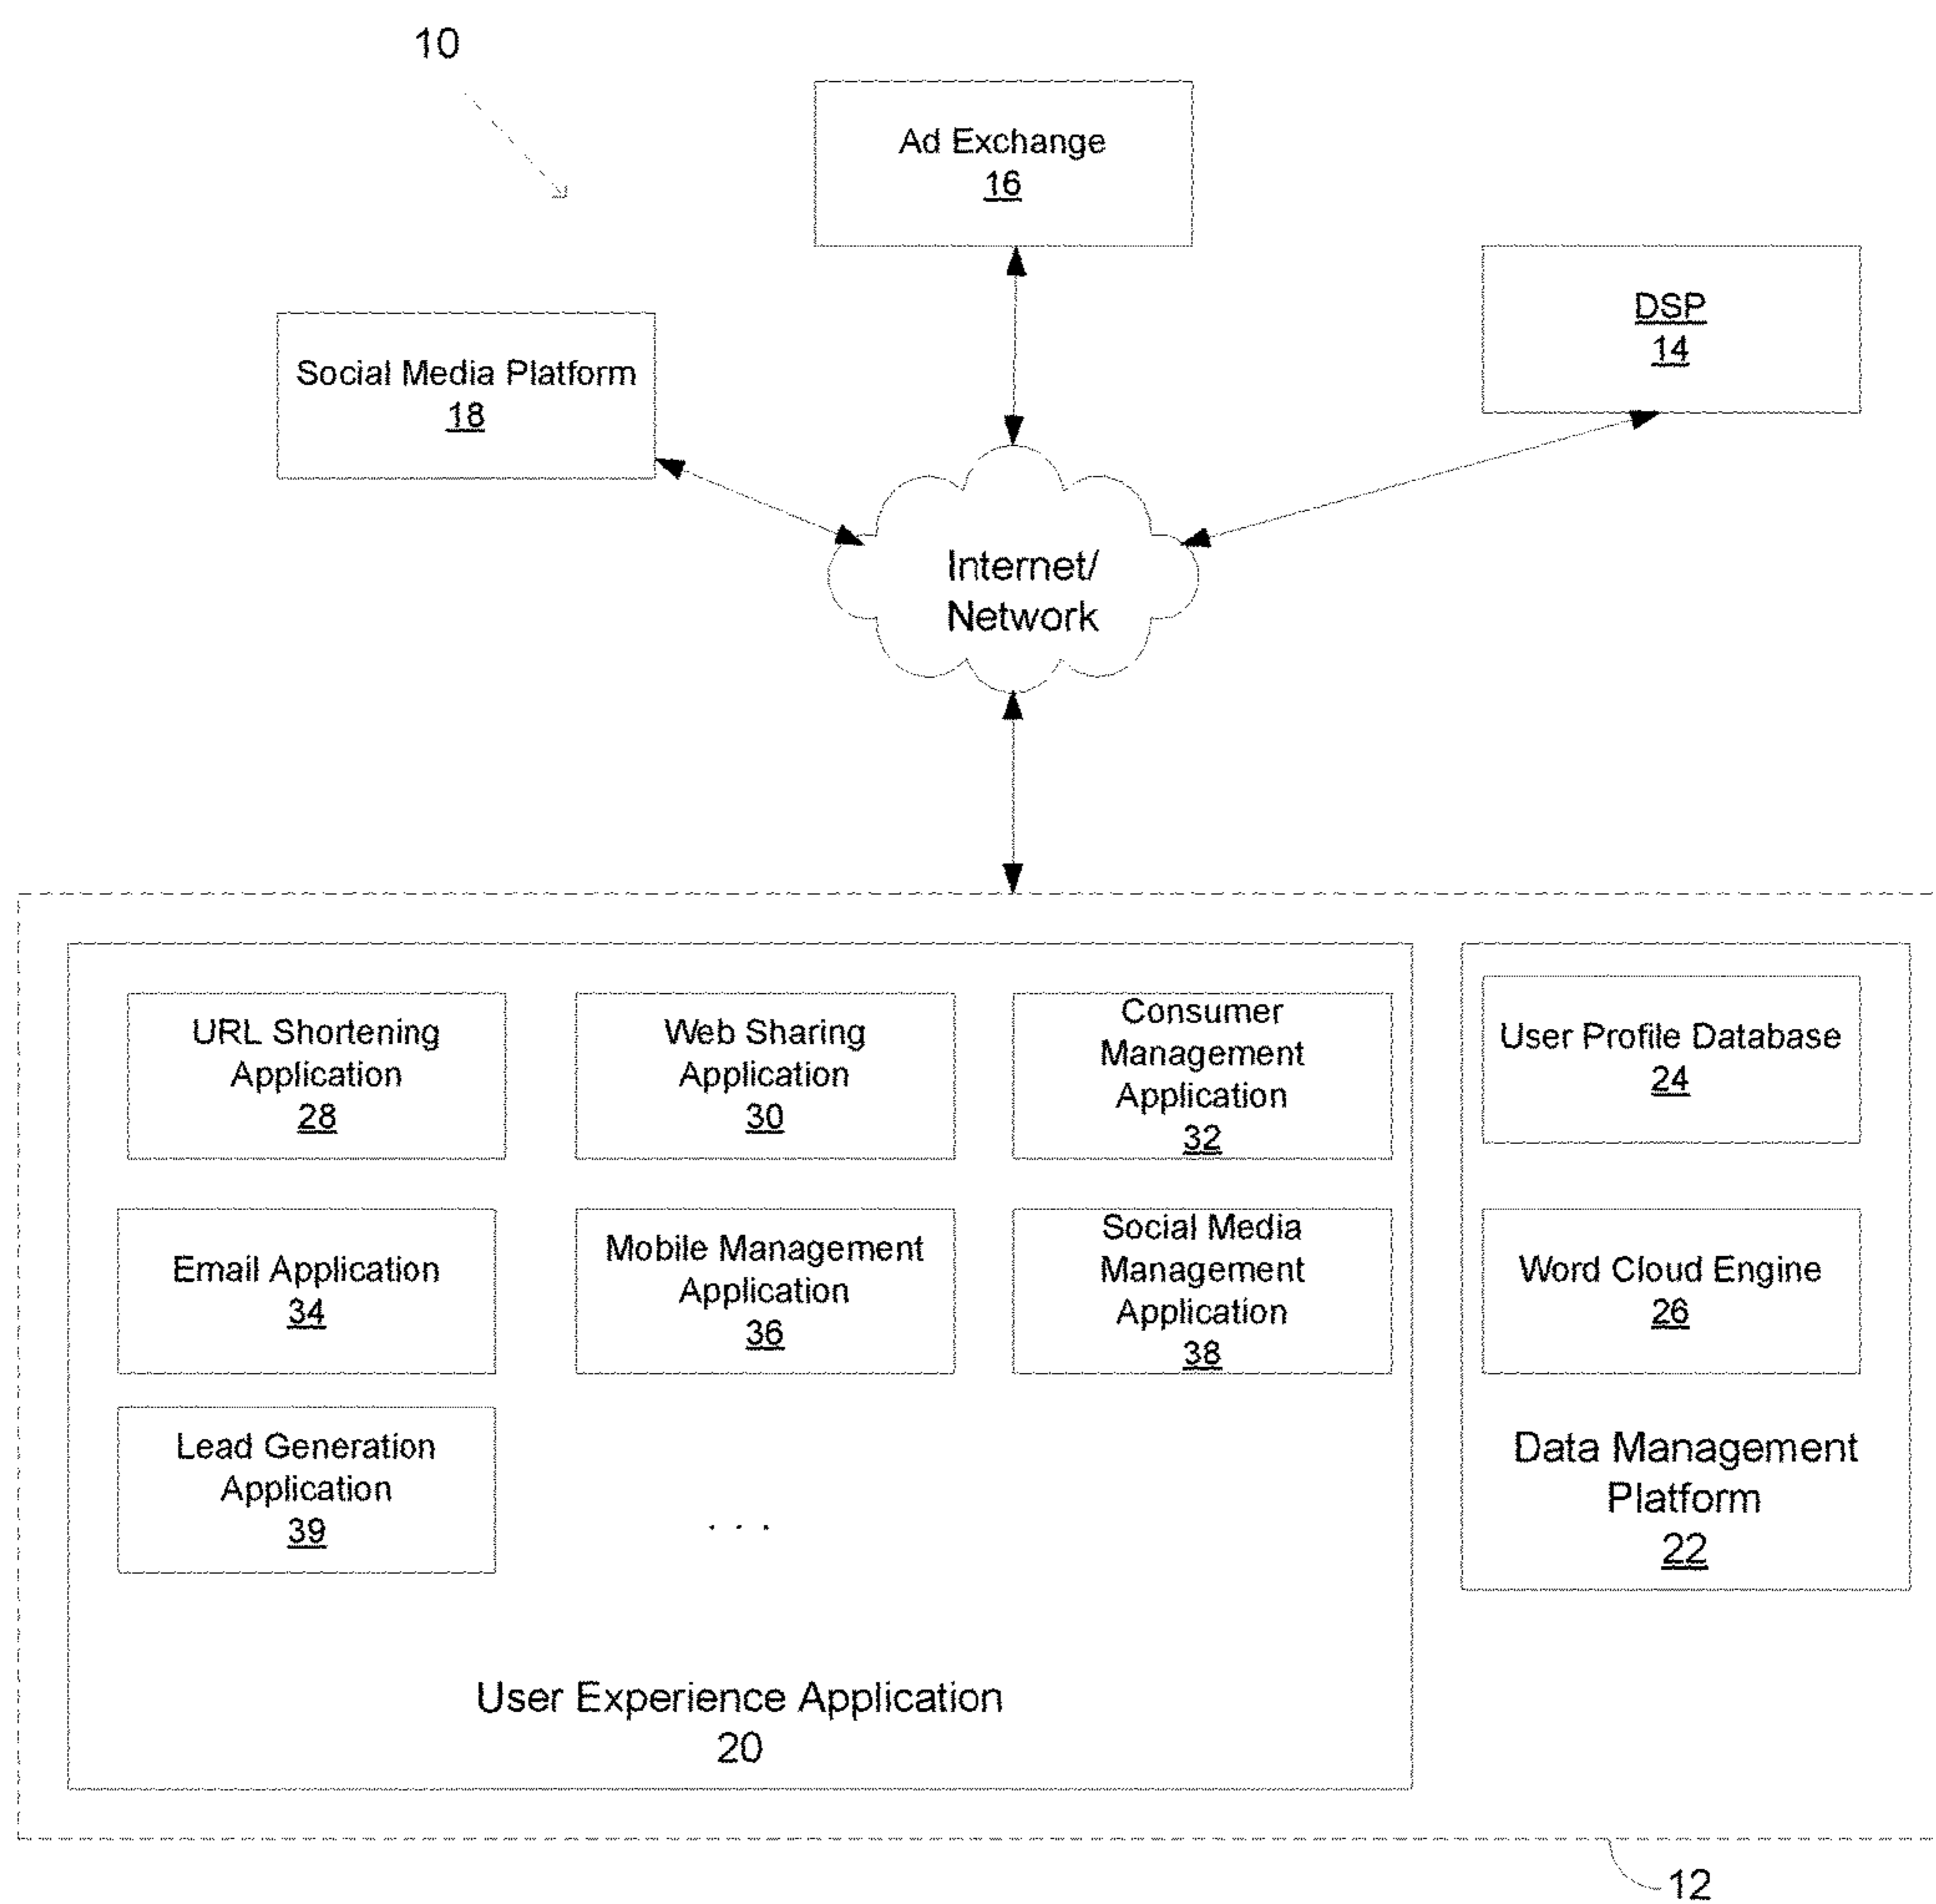 10
Ad Exchange
16
DSP
14
Social Media Platform
18
Internet/
Network
URL Shortening
Application
28
Web Sharing
Application
30
Consumer
Management
Application
32
User Profile Database
24
Email Application
34
Mobile Management
Application
36
Social Media
Management
Application
38
Word Cloud Engine
26
Lead Generation
Application
39
. . .
Data Management
Platform
22
User Experience Application
20
12